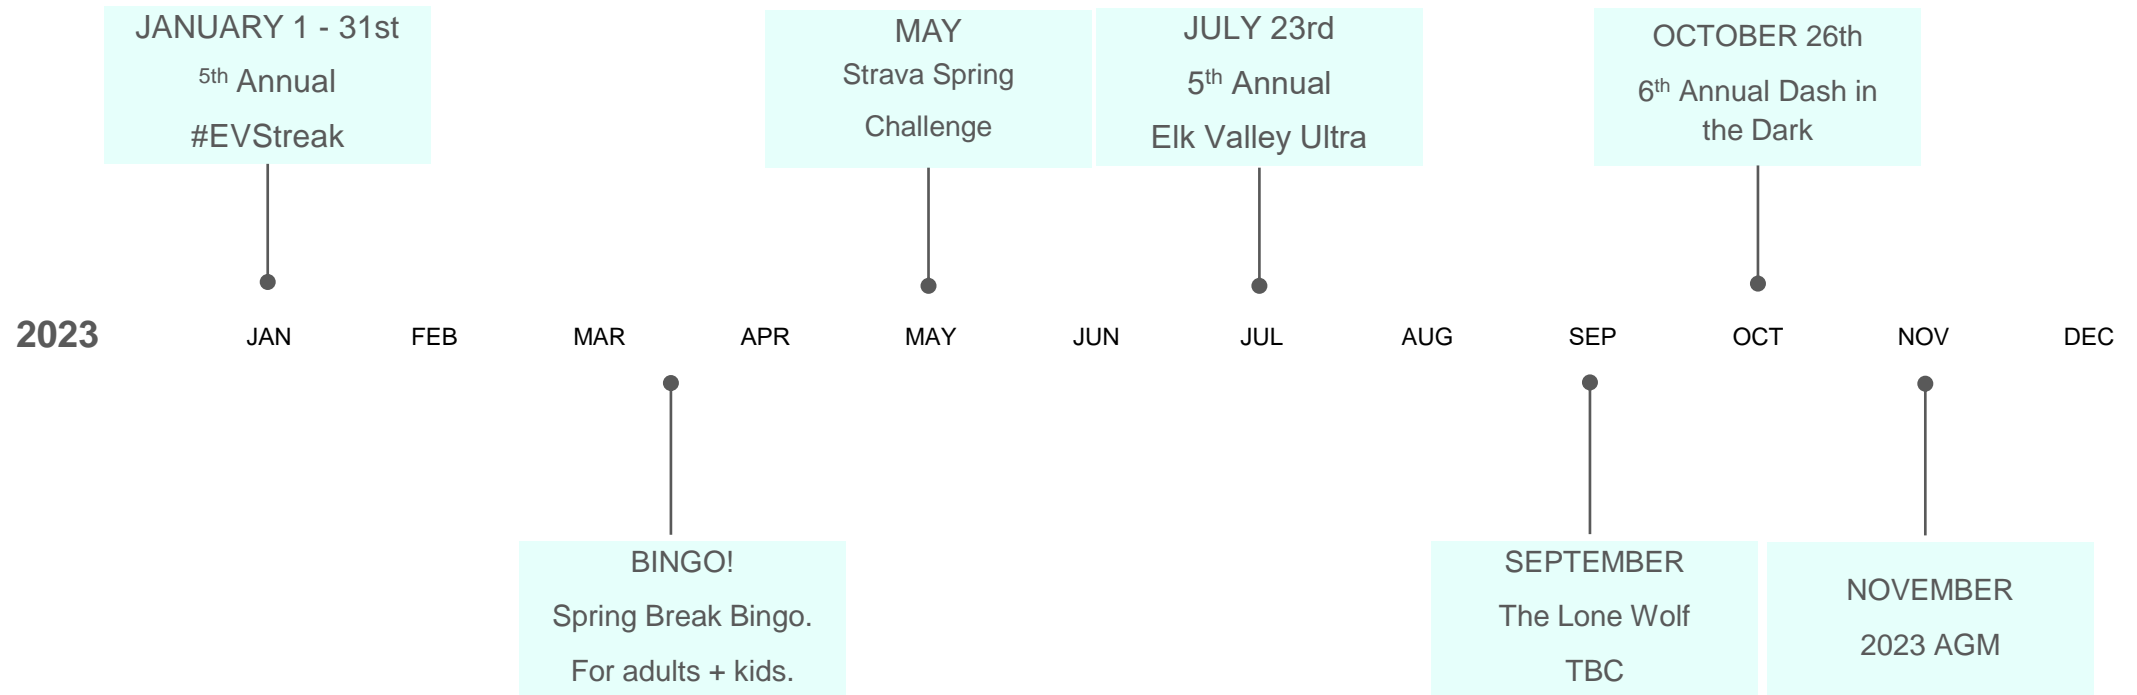 JANUARY 1 - 31st
5th Annual
#EVStreak
MAY
Strava Spring
Challenge
JULY 23rd
5th Annual
Elk Valley Ultra
OCTOBER 26th
6th Annual Dash in
the Dark
2023 JAN FEB MAR APR MAY JUN JUL AUG SEP OCT NOV DEC
BINGO!
Spring Break Bingo.
For adults + kids.
SEPTEMBER
The Lone Wolf
TBC
NOVEMBER
2023 AGM